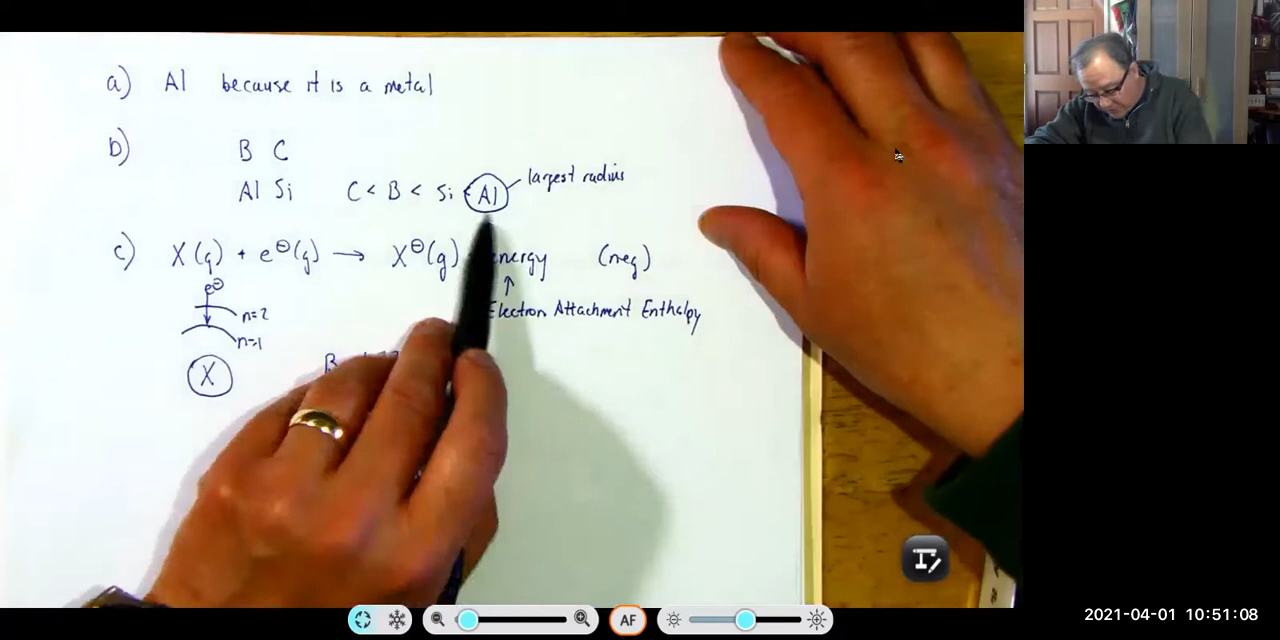 a) Al because it is a metal
b) B C
Al Si C < B < Si < Al largest radius
c) X(g) + e⊖(g) → X⊖(g) energy (neg)
e⊖
n=2
Electron Attachment Enthalpy
n=1
X
B
AF
2021-04-01 10:51:08